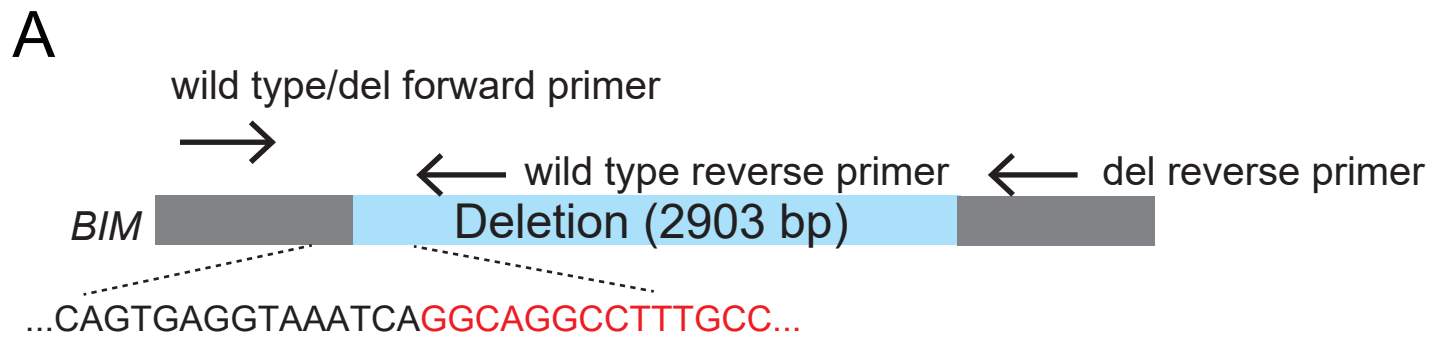 A
wild type/del forward primer
wild type reverse primer
del reverse primer
BIM
Deletion (2903 bp)
...CAGTGAGGTAAATCAGGCAGGCCTTTGCC...